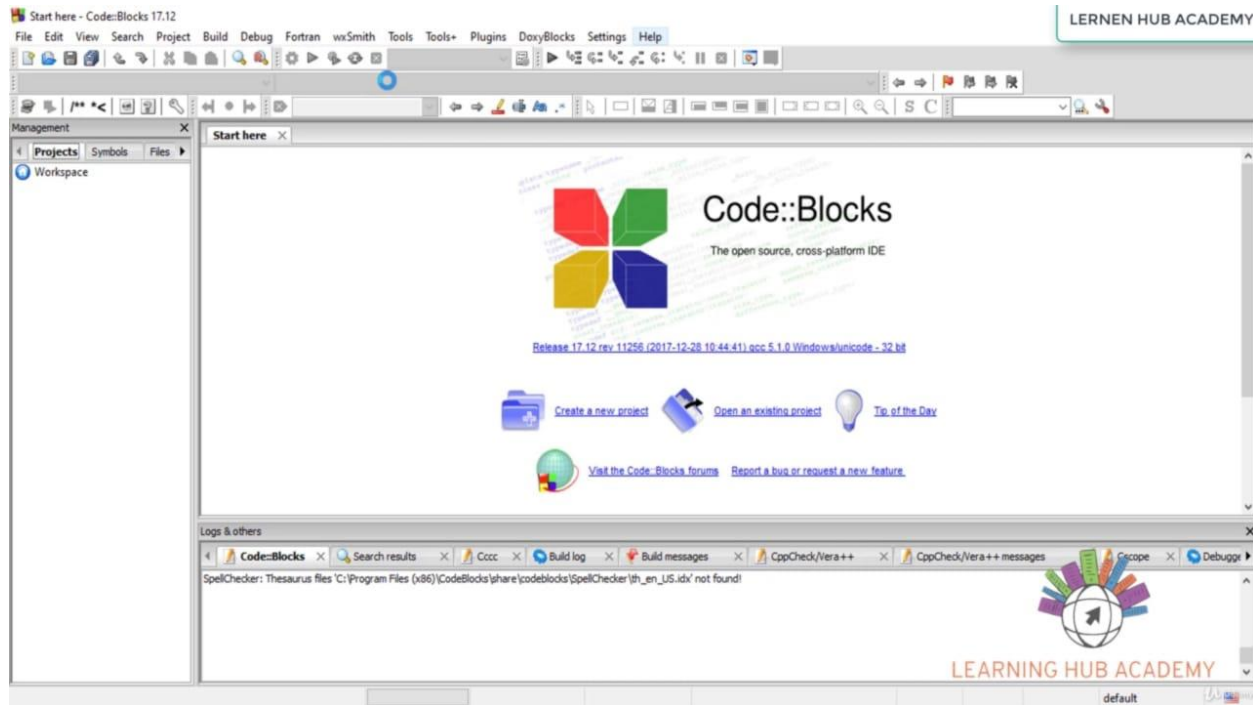 Start here - Code::Blocks 17.12
LERNEN HUB ACADEMY
File Edit View Search Project Build Debug Fortran wxSmith Tools Tools+ Plugins DoxyBlocks Settings Help
/** *<
S C
Management
Projects Symbols Files
Workspace
Start here
Code::Blocks
The open source, cross-platform IDE
Release 17.12 rev 11256 (2017-12-28 10:44:41) gcc 5.1.0 Windows/unicode - 32 bit
Create a new project Open an existing project Tip of the Day
Visit the Code::Blocks forums Report a bug or request a new feature
Logs & others
Code::Blocks Search results Cccc Build log Build messages CppCheck/Vera++ CppCheck/Vera++ messages Cscope Debugge
SpellChecker: Thesaurus files 'C:\Program Files (x86)\CodeBlocks\share\codeblocks\SpellChecker\th_en_US.idx' not found!
LEARNING HUB ACADEMY
default